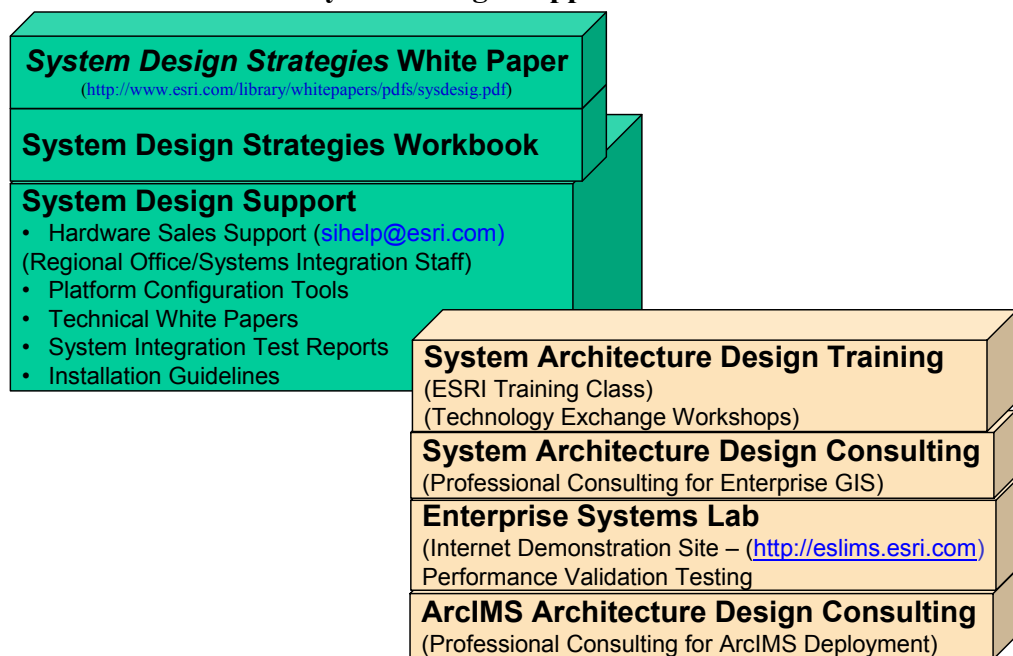 System Design Strategies White Paper
(http://www.esri.com/library/whitepapers/pdfs/sysdesig.pdf)
System Design Strategies Workbook
System Design Support
• Hardware Sales Support (sihelp@esri.com)
(Regional Office/Systems Integration Staff)
• Platform Configuration Tools
• Technical White Papers
• System Integration Test Reports
• Installation Guidelines
System Architecture Design Training
(ESRI Training Class)
(Technology Exchange Workshops)
System Architecture Design Consulting
(Professional Consulting for Enterprise GIS)
Enterprise Systems Lab
(Internet Demonstration Site – (http://eslims.esri.com)
Performance Validation Testing
ArcIMS Architecture Design Consulting
(Professional Consulting for ArcIMS Deployment)